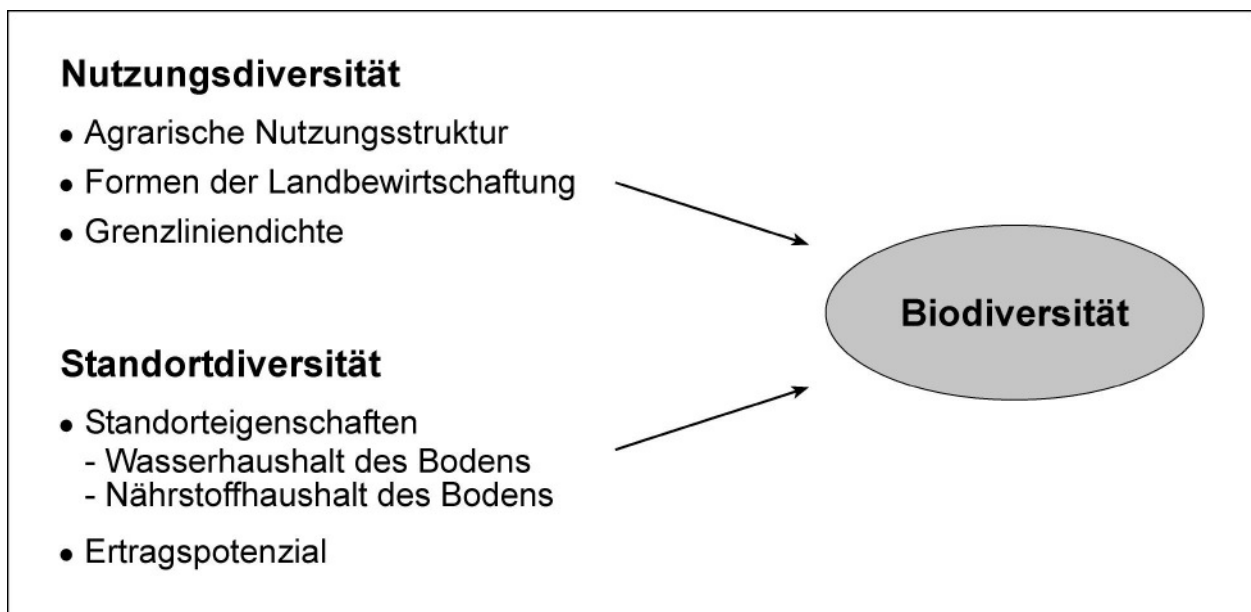 Nutzungsdiversität
• Agrarische Nutzungsstruktur
• Formen der Landbewirtschaftung
• Grenzliniendichte
Biodiversität
Standortdiversität
• Standorteigenschaften
- Wasserhaushalt des Bodens
- Nährstoffhaushalt des Bodens
• Ertragspotenzial